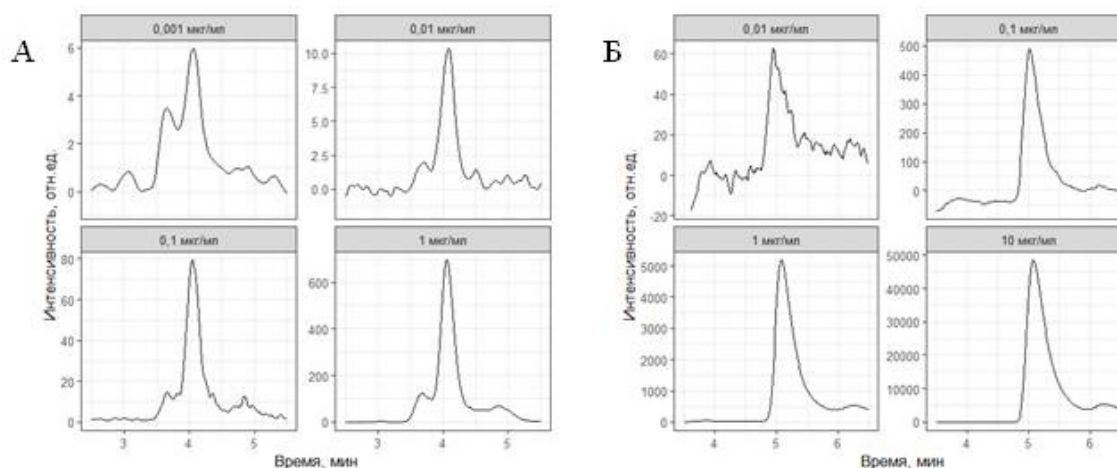 А
0,001 мкг/мл
0,01 мкг/мл
6
4
2
0
10.0
7.5
5.0
2.5
0.0
0,1 мкг/мл
1 мкг/мл
80
60
40
20
0
600
400
200
0
3 4 5
3 4 5
Интенсивность, отн.ед.
Время, мин
Б
0,01 мкг/мл
0,1 мкг/мл
60
40
20
0
-20
500
400
300
200
100
0
-100
1 мкг/мл
10 мкг/мл
5000
4000
3000
2000
1000
0
50000
40000
30000
20000
10000
0
4 5 6
4 5 6
Интенсивность, отн.ед.
Время, мин